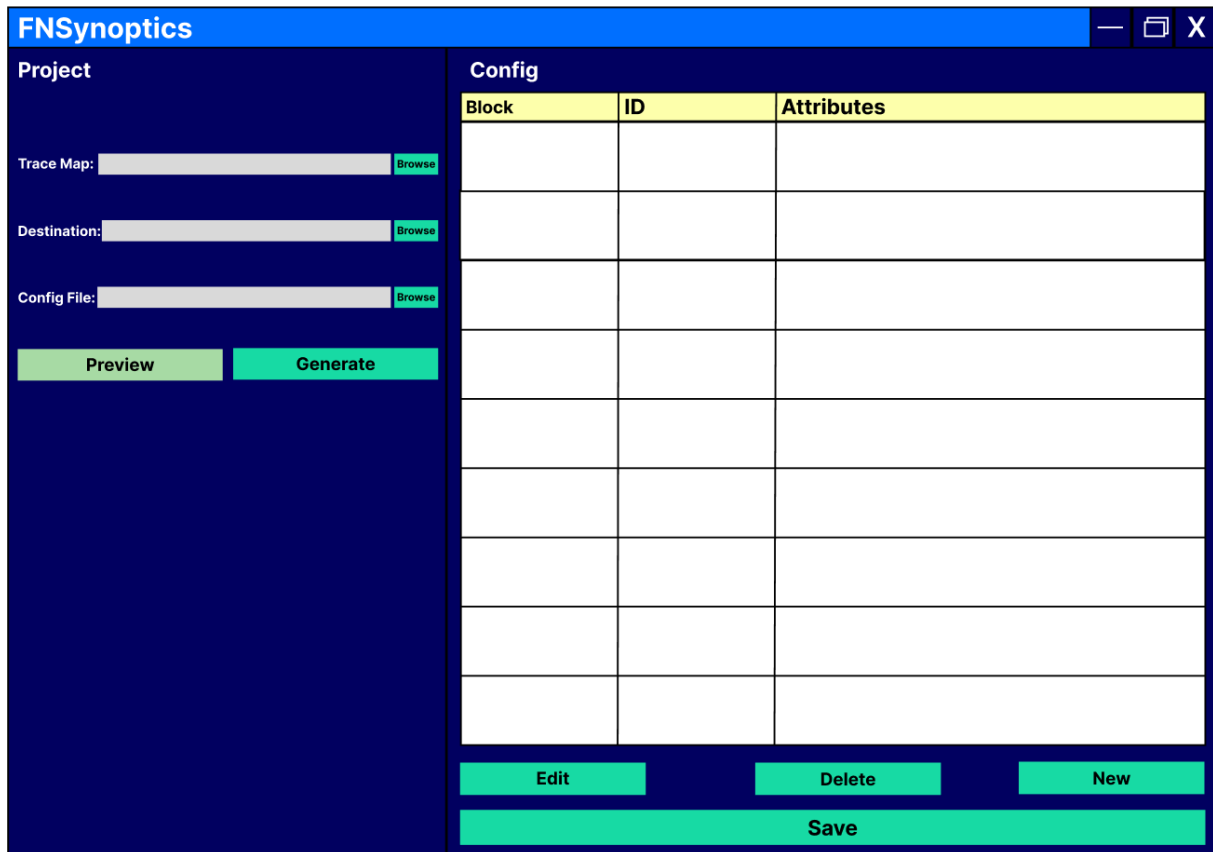 FNSynoptics
X
Project
Trace Map:
Browse
Destination:
Browse
Config File:
Browse
Preview
Generate
Config
Block
ID
Attributes
Edit
Delete
New
Save